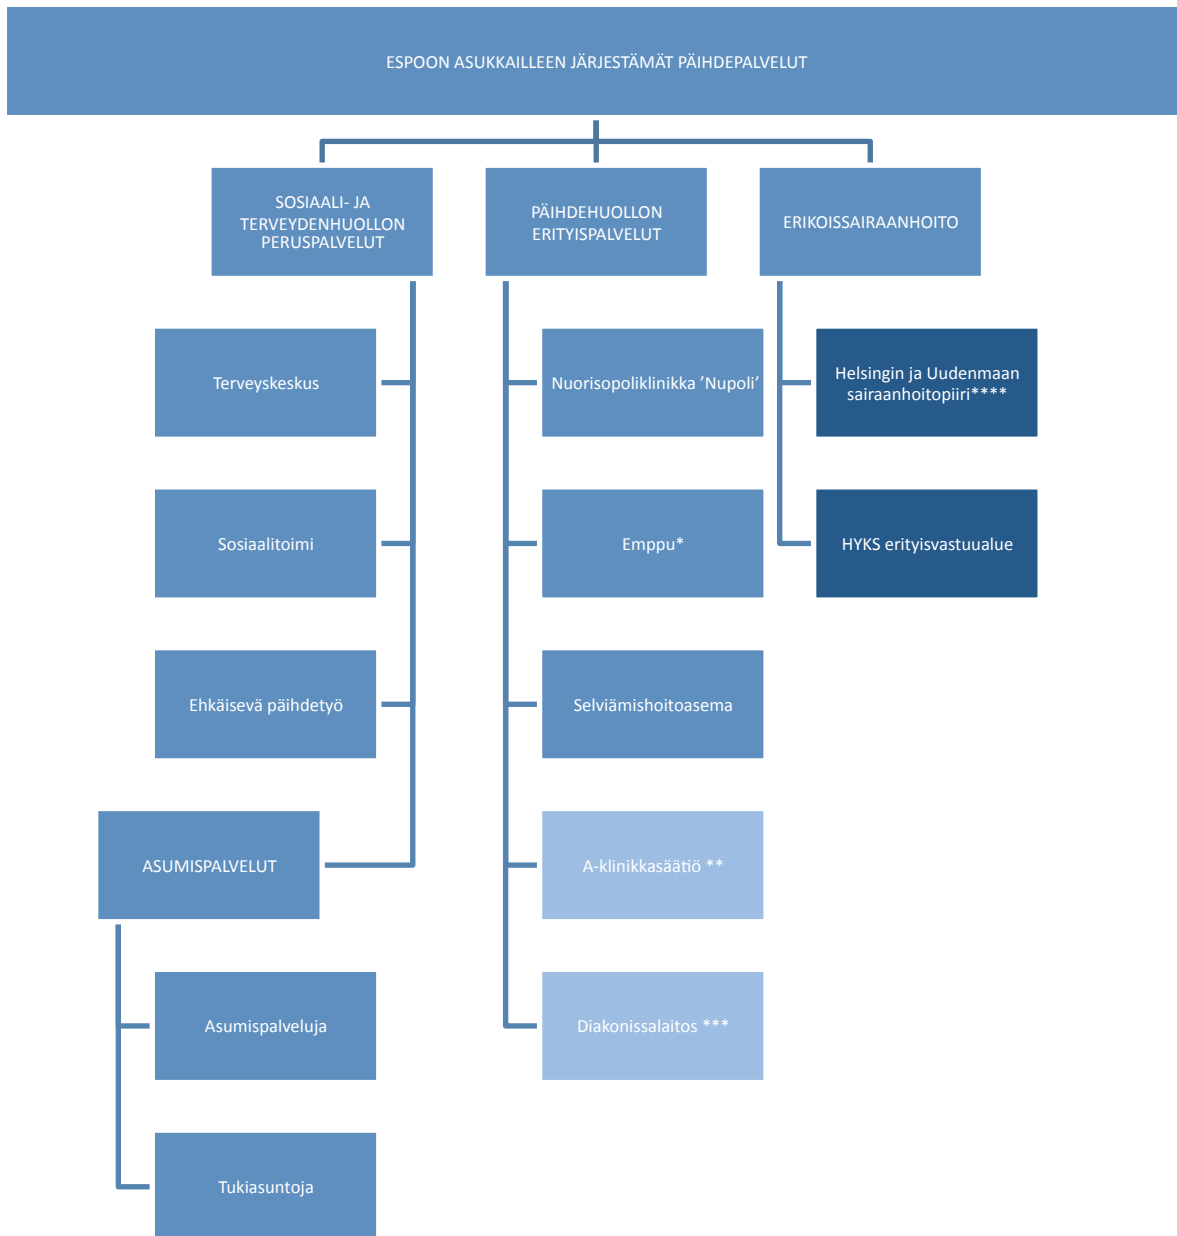 ESPOON ASUKKAILLEEN JÄRJESTÄMÄT PÄIHDEPALVELUT
SOSIAALI- JA
TERVEYDENHUOLLON
PERUSPALVELUT
PÄIHDEHUOLLON
ERITYISPALVELUT
ERIKOISSAIRAANHOITO
Terveyskeskus
Nuorisopoliklinikka ’Nupoli’
Helsingin ja Uudenmaan
sairaanhoitopiiri****
Sosiaalitoimi
Emppu*
HYKS erityisvastuualue
Ehkäisevä päihdetyö
Selviämishoitoasema
ASUMISPALVELUT
A-klinikkasäätiö **
Asumispalveluja
Diakonissalaitos ***
Tukiasuntoja